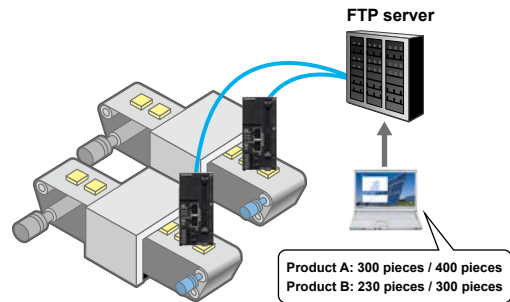 FTP server
Product A: 300 pieces / 400 pieces
Product B: 230 pieces / 300 pieces